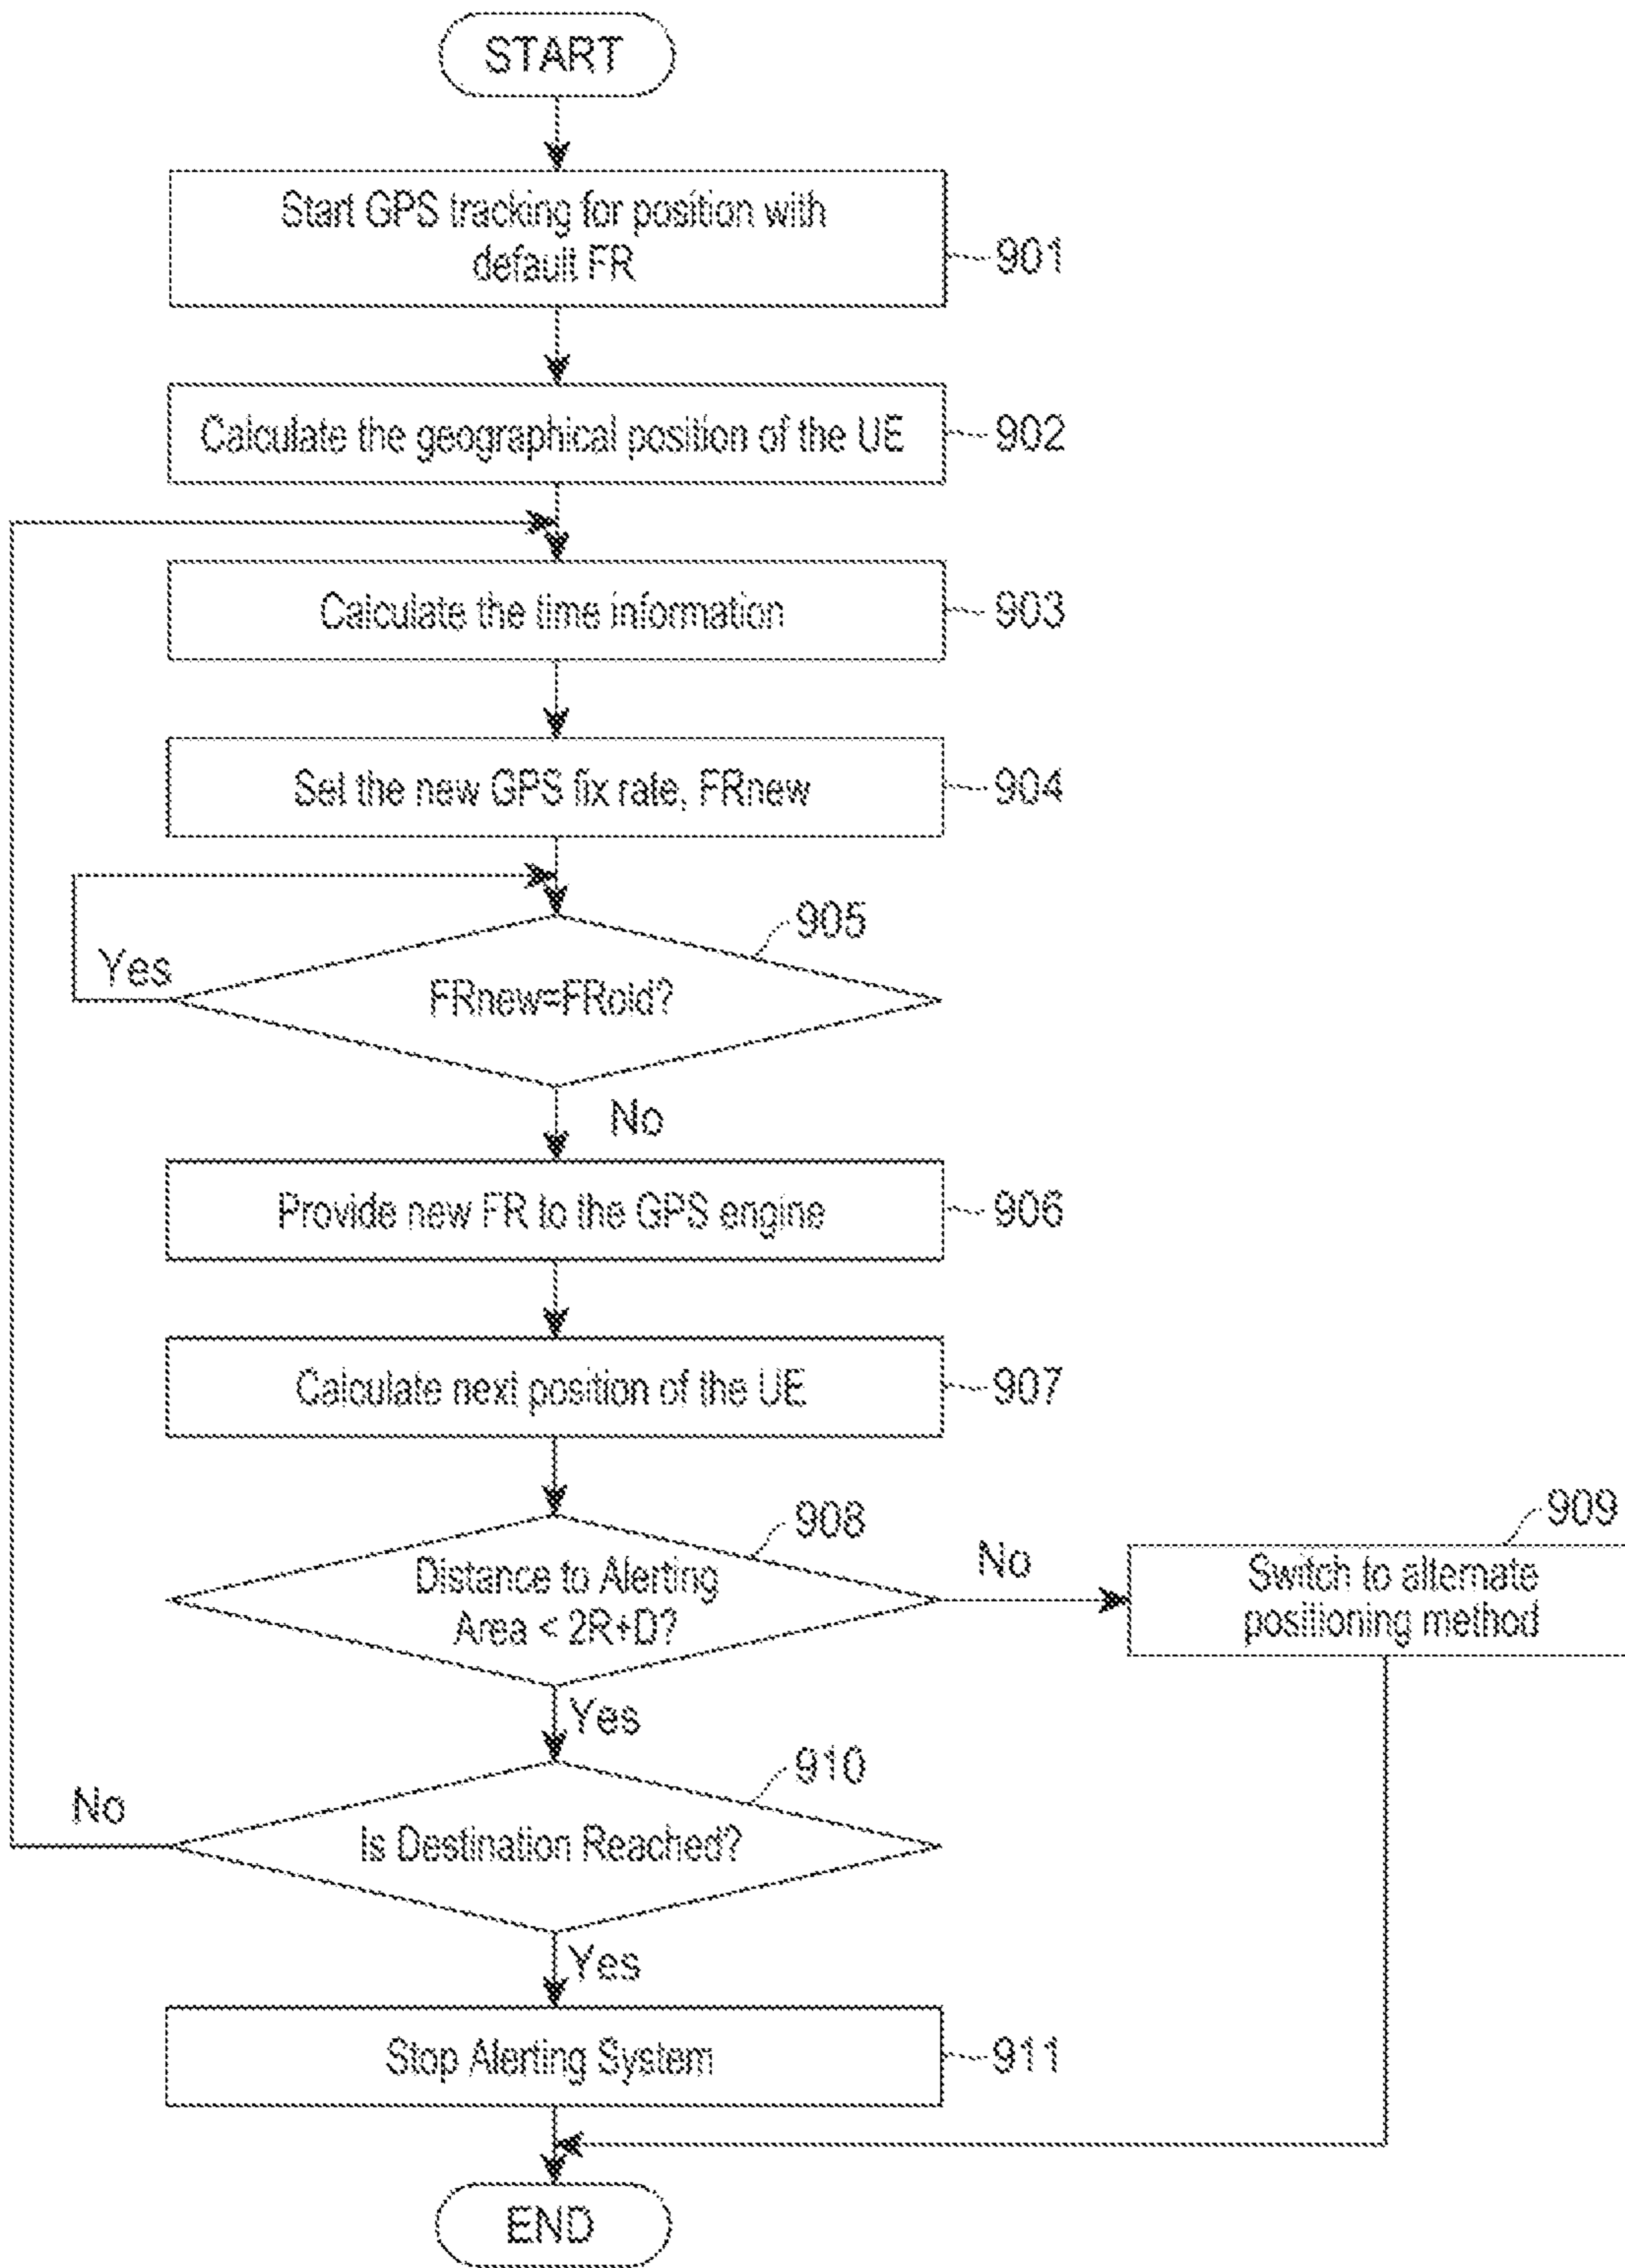 START
Start GPS tracking for position with
default FR
901
Calculate the geographical position of the UE
902
Calculate the time information
903
Set the new GPS fix rate, FRnew
904
905
Yes
FRnew=FRold?
No
Provide new FR to the GPS engine
906
Calculate next position of the UE
907
908
Distance to Alerting
Area < 2R+D?
No
909
Switch to alternate
positioning method
Yes
910
No
Is Destination Reached?
Yes
Stop Alerting System
911
END